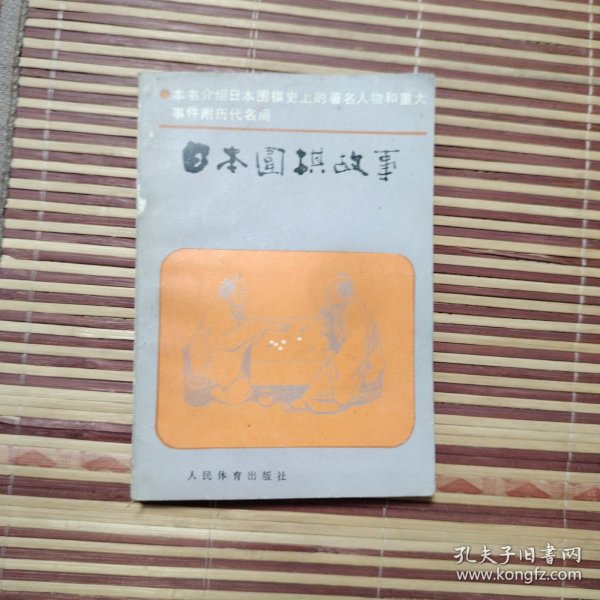 ●本书介绍日本围棋史上的著名人物和重大
事件附历代名局
日本圍棋故事
人民体育出版社
孔夫子旧书网
www.kongfz.com